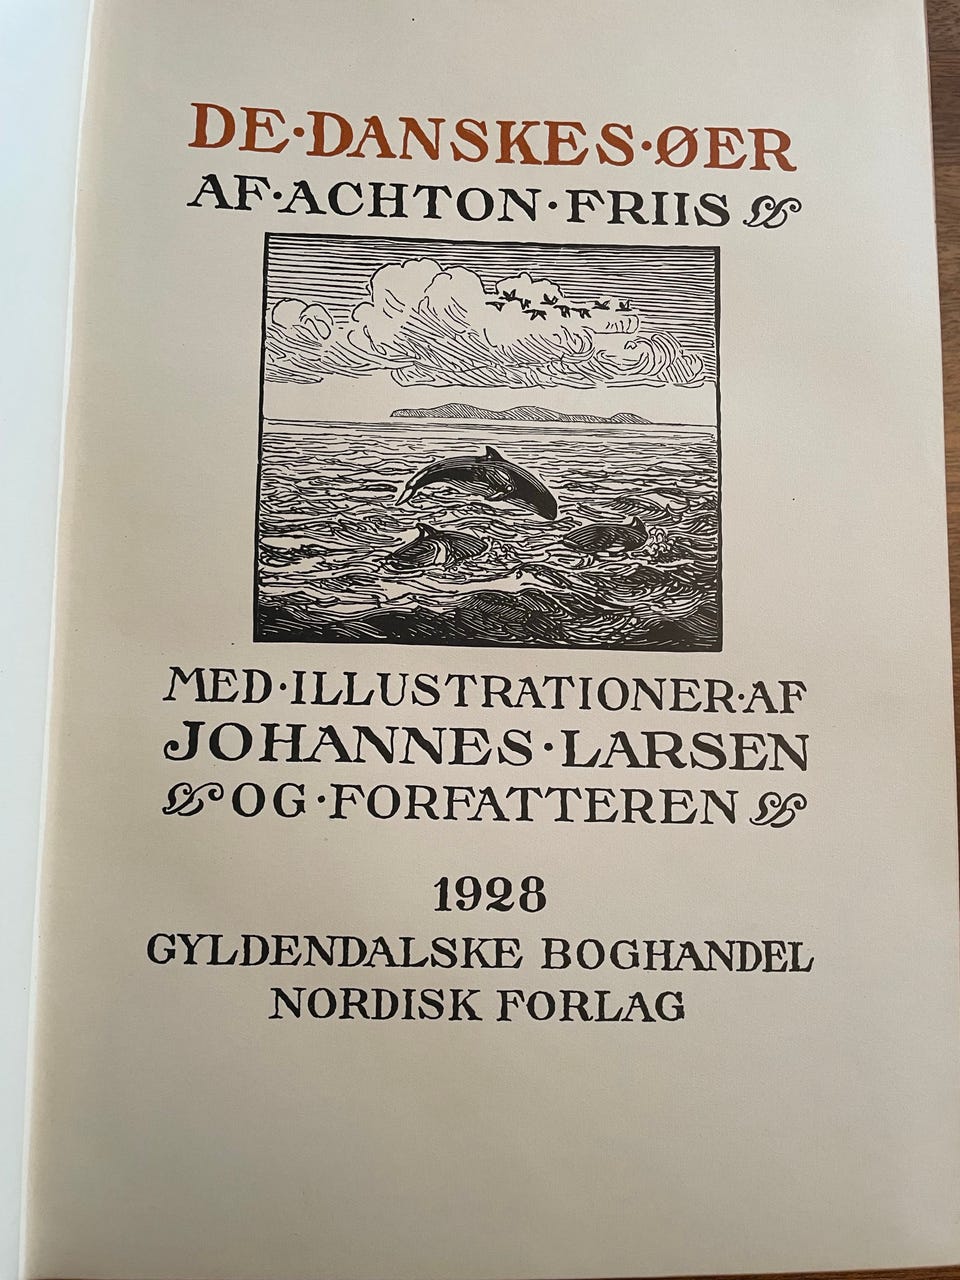 DE·DANSKES·ØER
AF·ACHTON·FRIIS
MED·ILLUSTRATIONER·AF
JOHANNES·LARSEN
OG·FORFATTEREN
1928
GYLDENDALSKE BOGHANDEL
NORDISK FORLAG